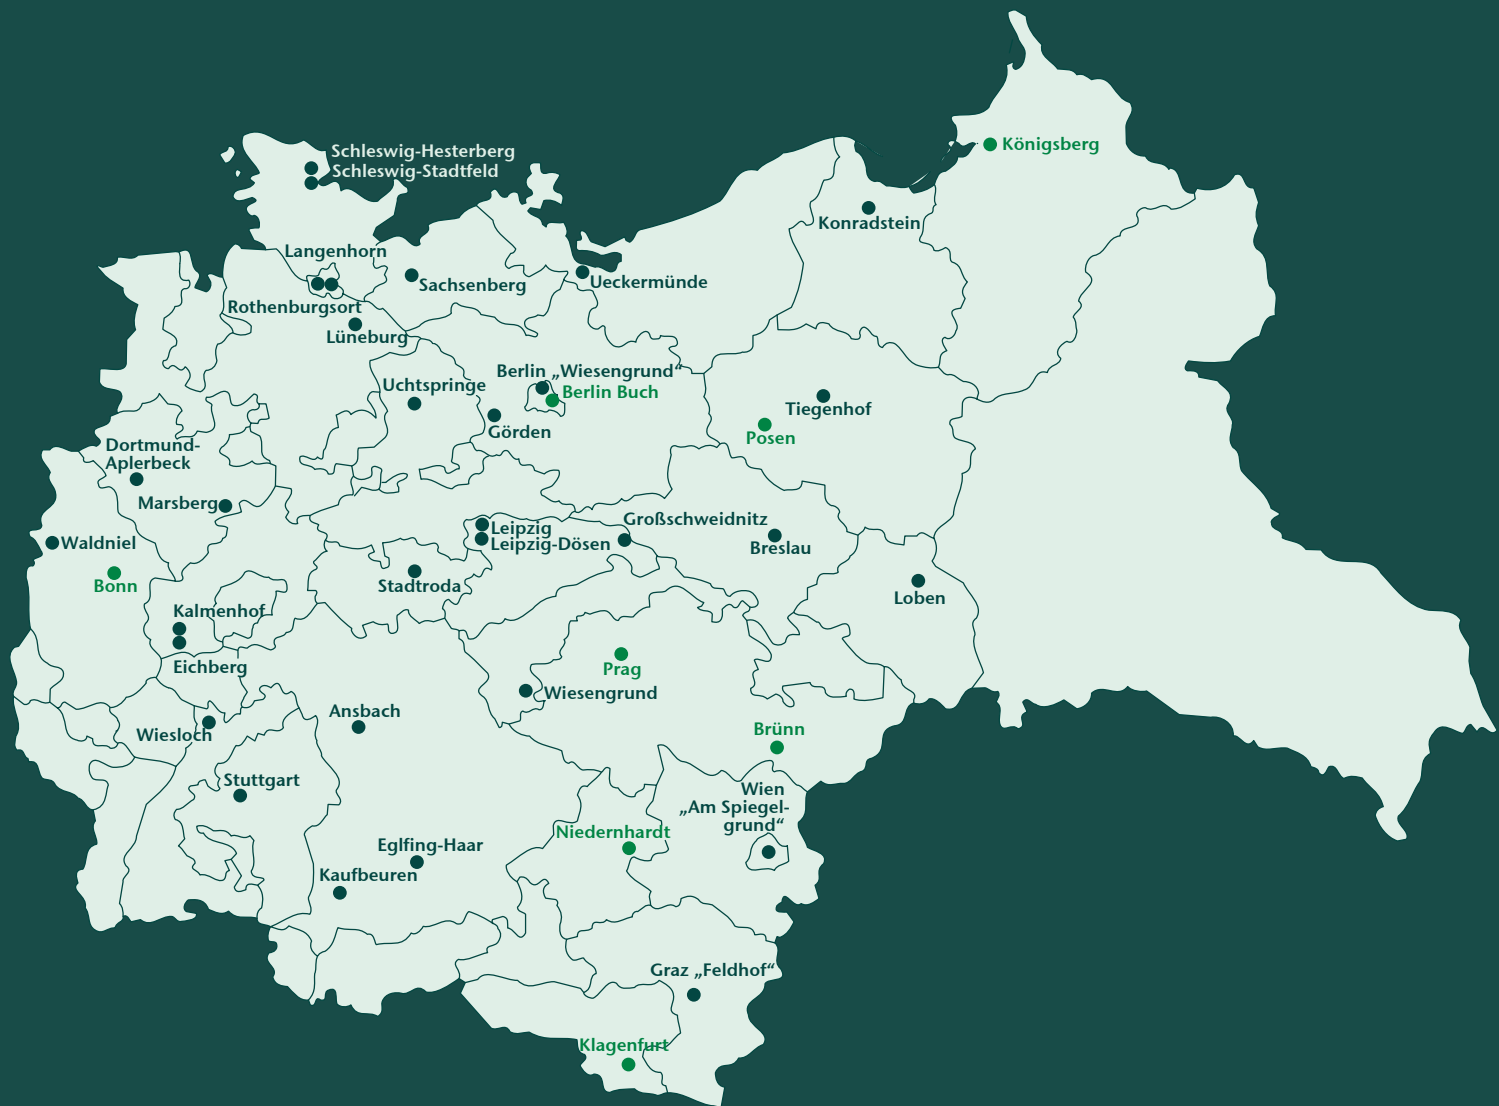 Königsberg
Schleswig-Hesterberg
Schleswig-Stadtfeld
Konradstein
Langenhorn
Sachsenberg
Ueckermünde
Rothenburgsort
Lüneburg
Berlin „Wiesengrund“
Uchtspringe
Berlin Buch
Tiegenhof
Görden
Posen
Dortmund-
Aplerbeck
Marsberg
Großschweidnitz
Leipzig
Leipzig-Dösen
Waldniel
Breslau
Bonn
Stadtroda
Loben
Kalmenhof
Eichberg
Prag
Wiesengrund
Ansbach
Wiesloch
Brünn
Stuttgart
Wien
„Am Spiegel-
grund“
Niedernhardt
Eglfing-Haar
Kaufbeuren
Graz „Feldhof“
Klagenfurt